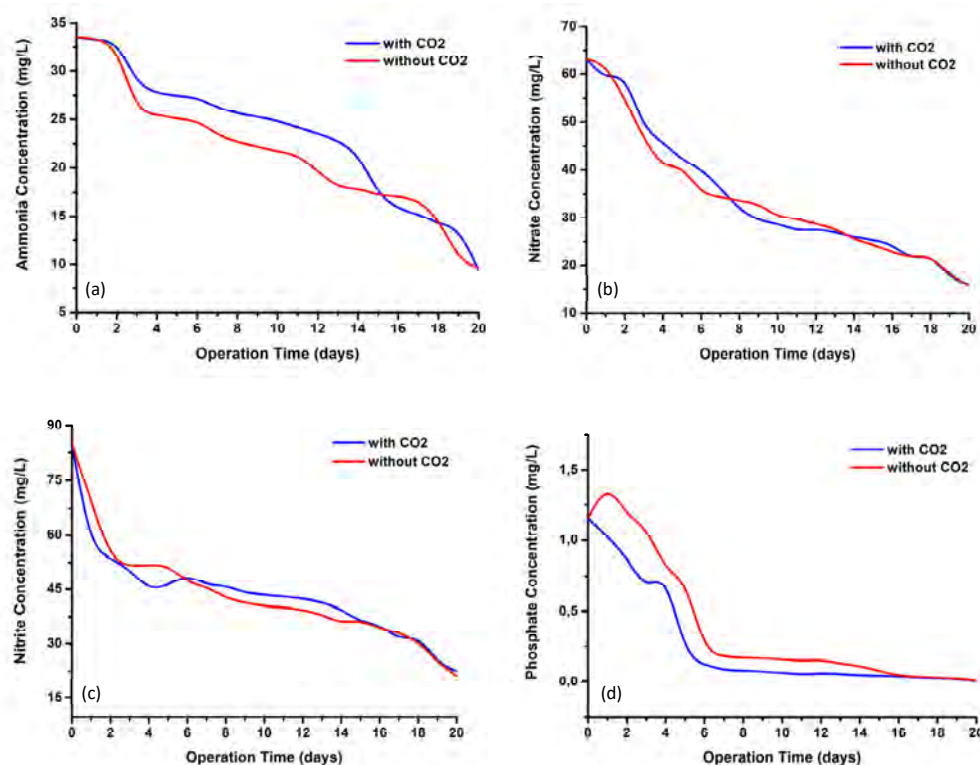 35
30
25
20
15
10
5
Ammonia Concentration (mg/L)
with CO2
without CO2
(a)
0 2 4 6 8 10 12 14 16 18 20
Operation Time (days)
70
60
50
40
30
20
10
Nitrate Concentration (mg/L)
with CO2
without CO2
(b)
0 2 4 6 8 10 12 14 16 18 20
Operation Time (days)
90
75
60
45
30
15
Nitrite Concentration (mg/L)
with CO2
without CO2
(c)
0 2 4 6 8 10 12 14 16 18 20
Operation Time (days)
1,5
1,0
0,5
0,0
Phosphate Concentration (mg/L)
with CO2
without CO2
(d)
0 2 4 6 8 10 12 14 16 18 20
Operation Time (days)